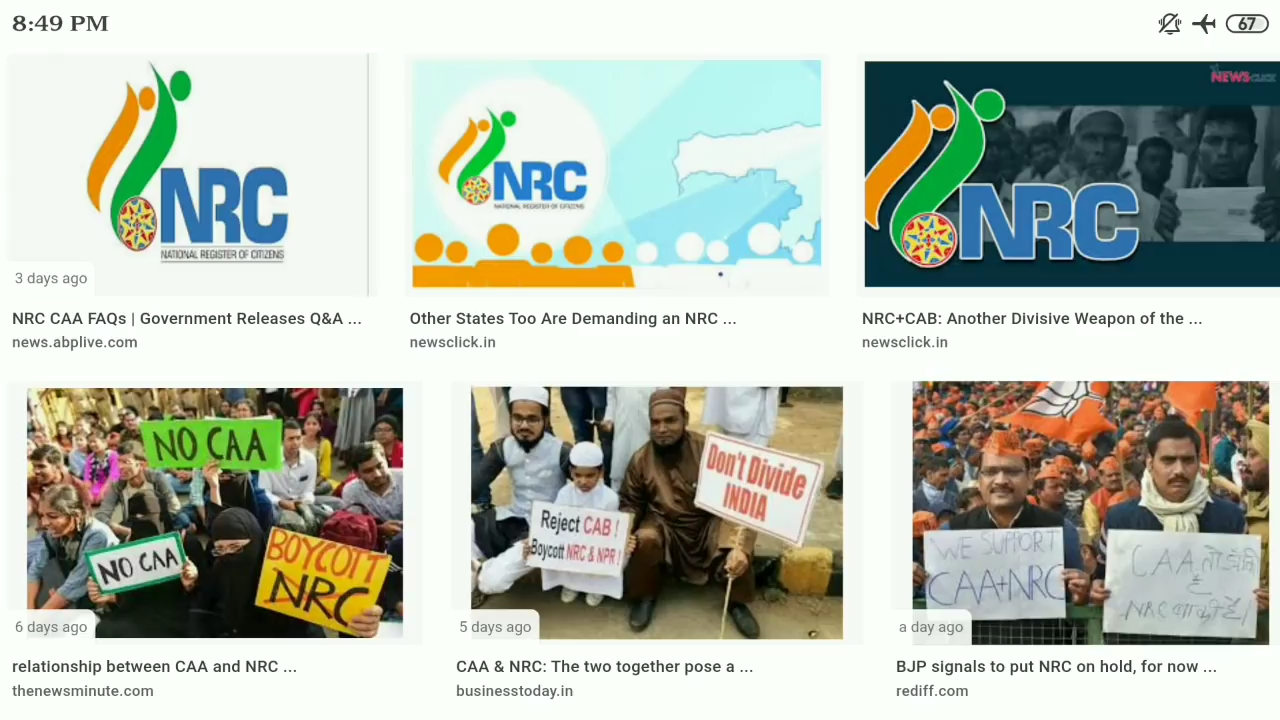 8:49 PM
67
NRC
NATIONAL REGISTER OF CITIZENS
3 days ago
NRC CAA FAQs | Government Releases Q&A ...
news.abplive.com
NRC
NATIONAL REGISTER OF CITIZENS
Other States Too Are Demanding an NRC ...
newsclick.in
NEWSCLICK
NRC
NRC+CAB: Another Divisive Weapon of the ...
newsclick.in
NO CAA
NO CAA
BOYCOTT
NRC
6 days ago
relationship between CAA and NRC ...
thenewsminute.com
Reject CAB !
Boycott NRC & NPR !
Don't Divide
INDIA
5 days ago
CAA & NRC: The two together pose a ...
businesstoday.in
WE SUPPORT
CAA+NRC
CAA
NRC
a day ago
BJP signals to put NRC on hold, for now ...
rediff.com